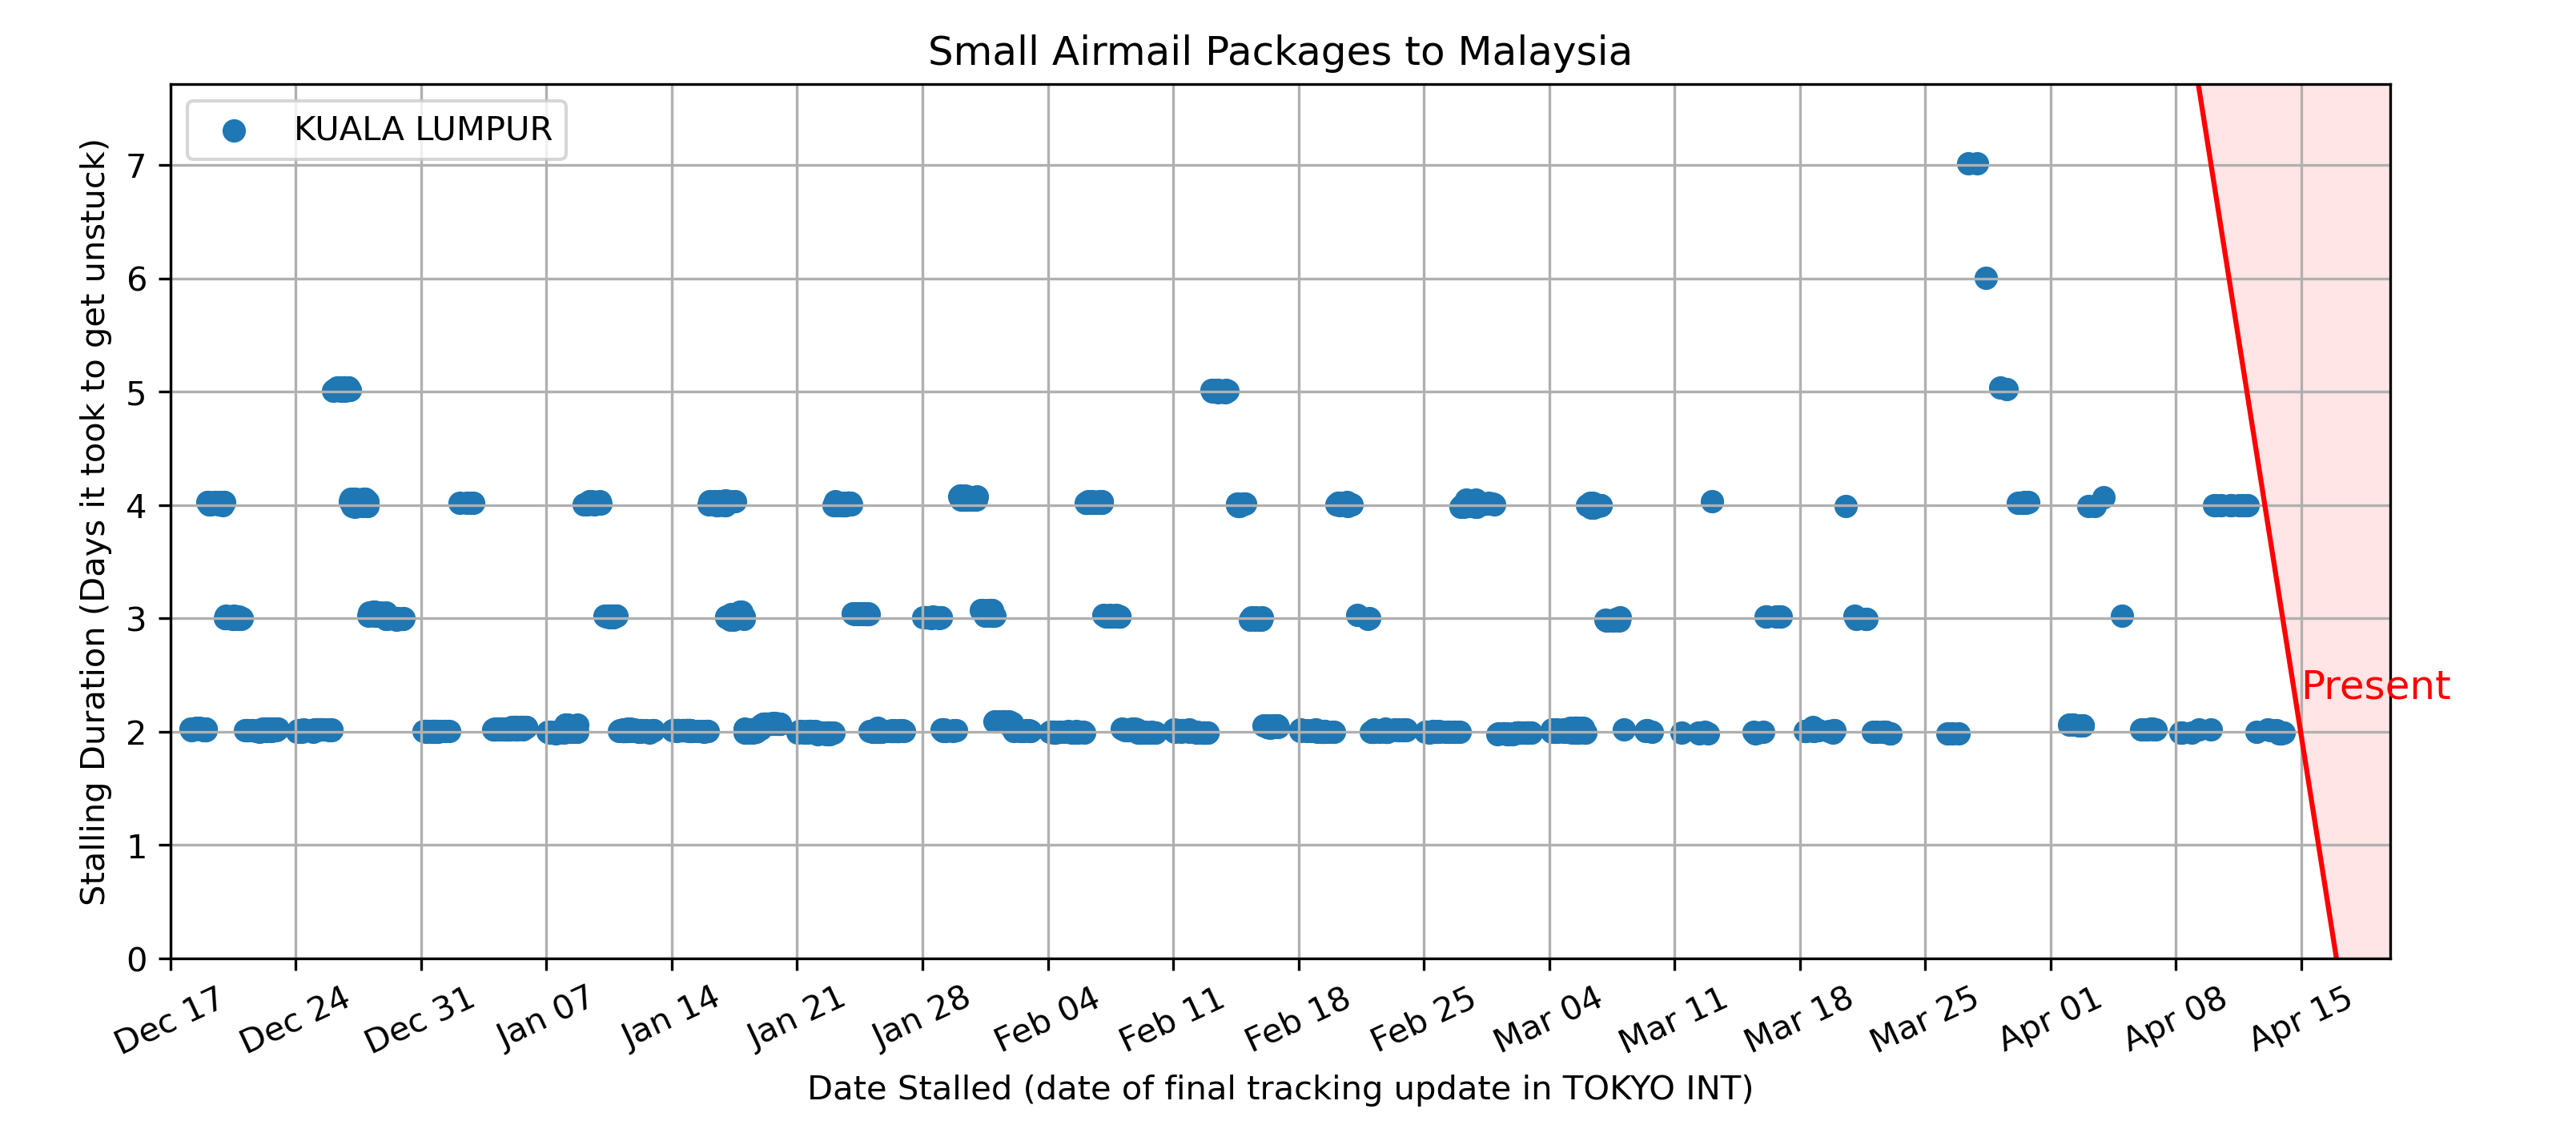 Small Airmail Packages to Malaysia
KUALA LUMPUR
Stalling Duration (Days it took to get unstuck)
7
6
5
4
3
2
1
0
Present
Dec 17
Dec 24
Dec 31
Jan 07
Jan 14
Jan 21
Jan 28
Feb 04
Feb 11
Feb 18
Feb 25
Mar 04
Mar 11
Mar 18
Mar 25
Apr 01
Apr 08
Apr 15
Date Stalled (date of final tracking update in TOKYO INT)